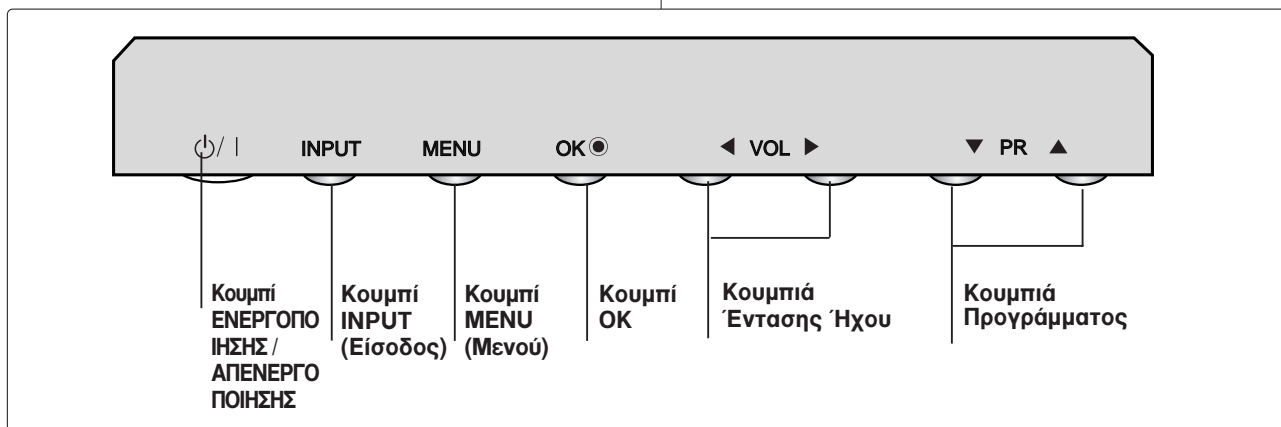 ⏻/ I INPUT MENU OK◉ ◀ VOL ▶ ▼ PR ▲
Κουμπί
ΕΝΕΡΓΟΠΟ
ΙΗΣΗΣ /
ΑΠΕΝΕΡΓΟ
ΠΟΙΗΣΗΣ
Κουμπί
INPUT
(Είσοδος)
Κουμπί
MENU
(Μενού)
Κουμπί
OK
Κουμπιά
Έντασης Ήχου
Κουμπιά
Προγράμματος